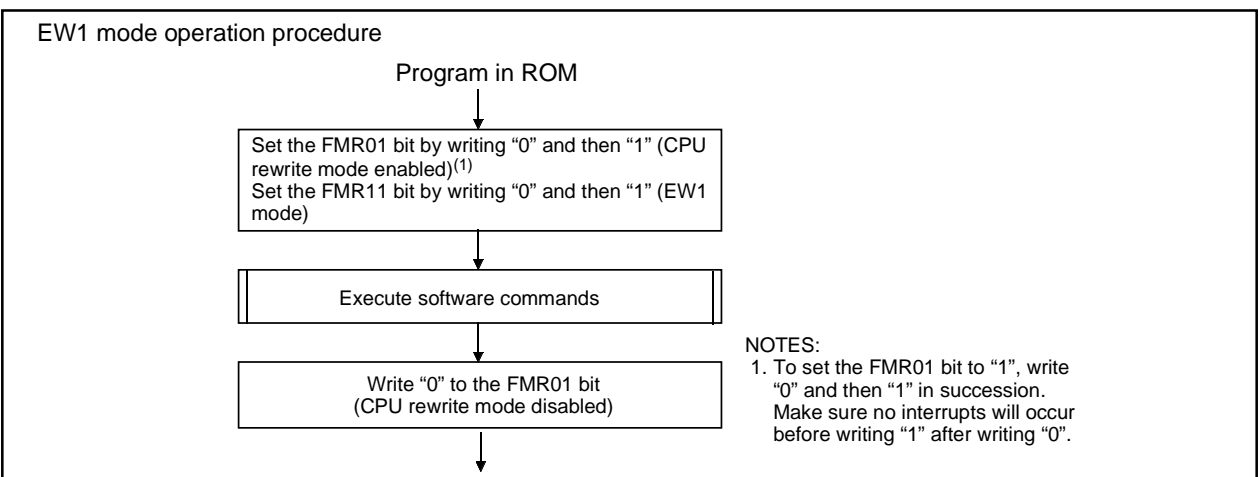 EW1 mode operation procedure
Program in ROM
Set the FMR01 bit by writing “0” and then “1” (CPU
rewrite mode enabled)(1)
Set the FMR11 bit by writing “0” and then “1” (EW1
mode)
Execute software commands
Write “0” to the FMR01 bit
(CPU rewrite mode disabled)
NOTES:
1. To set the FMR01 bit to “1”, write
“0” and then “1” in succession.
Make sure no interrupts will occur
before writing “1” after writing “0”.